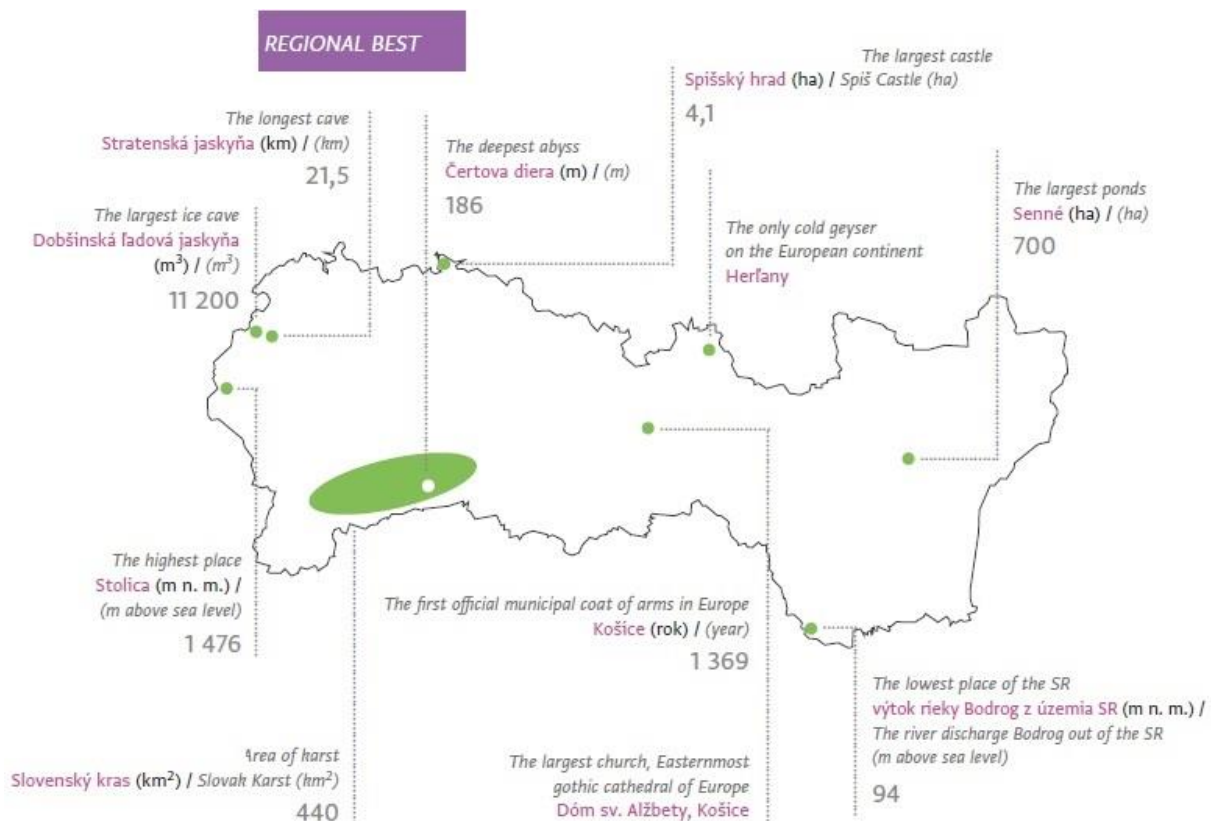 REGIONAL BEST
The largest castle
Spišský hrad (ha) / Spiš Castle (ha)
4,1
The longest cave
Stratenská jaskyňa (km) / (km)
21,5
The deepest abyss
Čertova diera (m) / (m)
186
The largest ponds
Senné (ha) / (ha)
700
The largest ice cave
Dobšinská ľadová jaskyňa
(m³) / (m³)
11 200
The only cold geyser
on the European continent
Herľany
The highest place
Stolica (m n. m.) /
(m above sea level)
1 476
The first official municipal coat of arms in Europe
Košice (rok) / (year)
1 369
The lowest place of the SR
výtok rieky Bodrog z územia SR (m n. m.) /
The river discharge Bodrog out of the SR
(m above sea level)
94
Area of karst
Slovenský kras (km²) / Slovak Karst (km²)
440
The largest church, Easternmost
gothic cathedral of Europe
Dóm sv. Alžbety, Košice